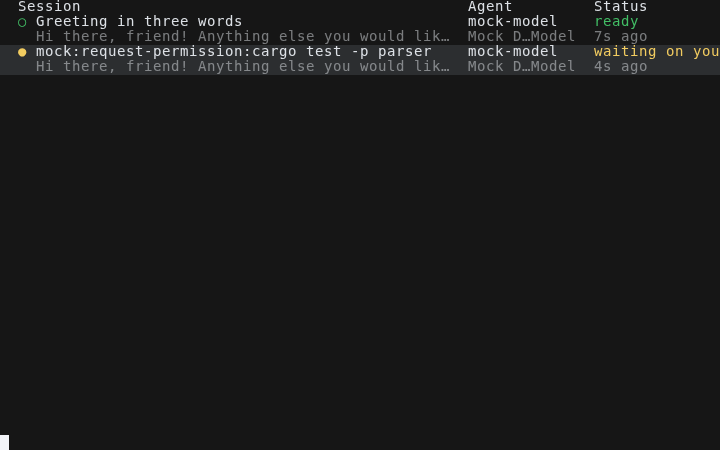 Session Agent Status
○ Greeting in three words mock-model ready
Hi there, friend! Anything else you would lik… Mock D…Model 7s ago
● mock:request-permission:cargo test -p parser mock-model waiting on you
Hi there, friend! Anything else you would lik… Mock D…Model 4s ago